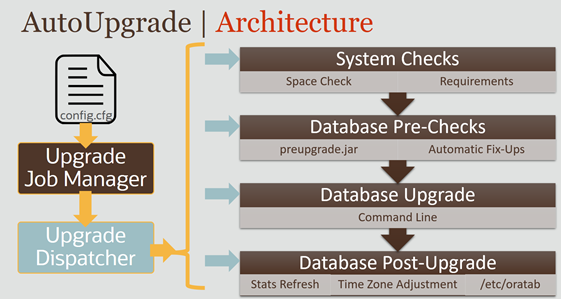 AutoUpgrade | Architecture
config.cfg
Upgrade
Job Manager
Upgrade
Dispatcher
System Checks
Space Check Requirements
Database Pre-Checks
preupgrade.jar Automatic Fix-Ups
Database Upgrade
Command Line
Database Post-Upgrade
Stats Refresh Time Zone Adjustment /etc/oratab